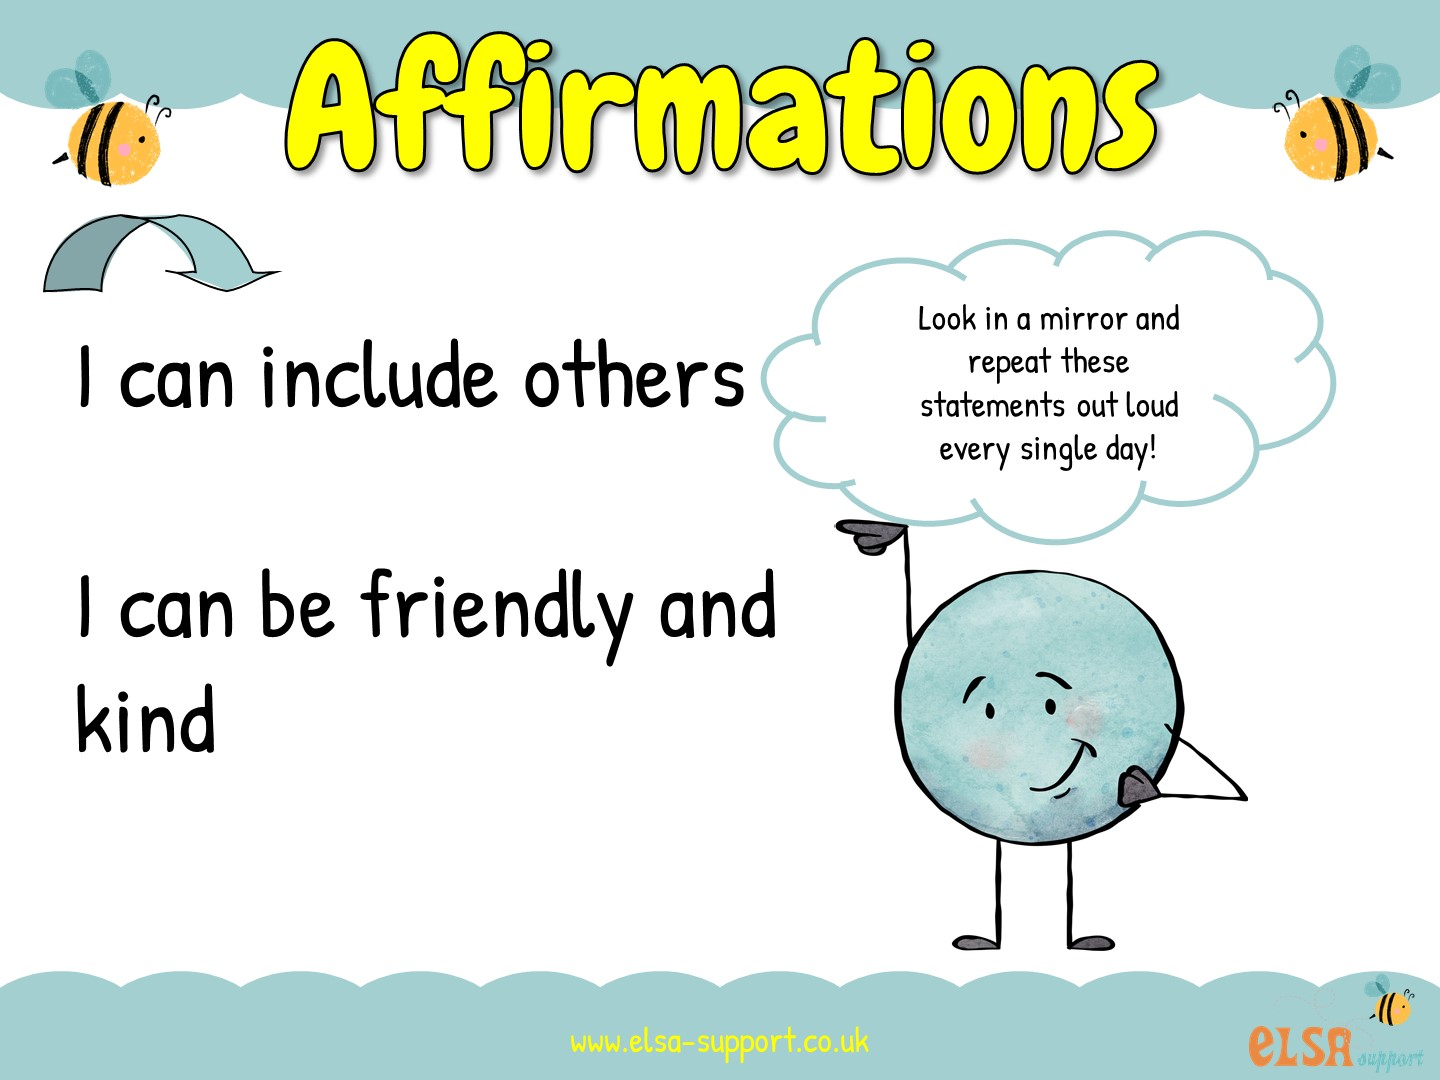 Affirmations
I can include others
Look in a mirror and
repeat these
statements out loud
every single day!
I can be friendly and
kind
www.elsa-support.co.uk
eLSA support